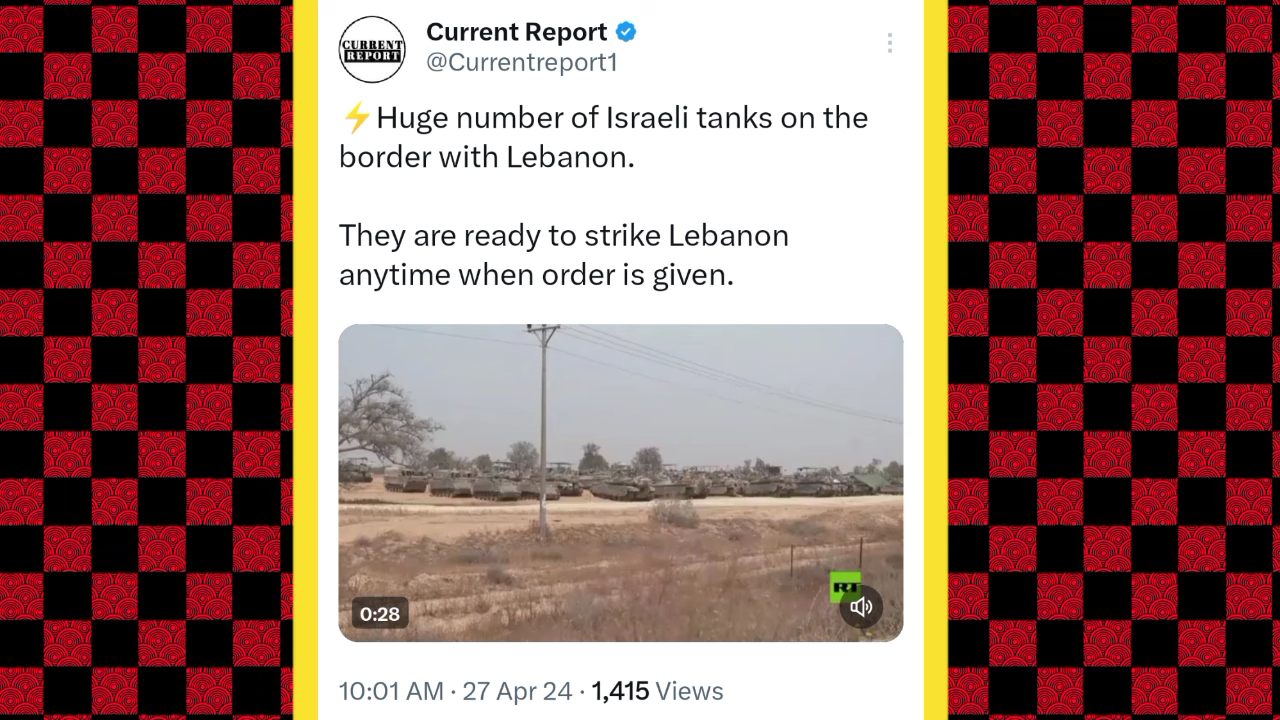 CURRENT
REPORT
Current Report
@Currentreport1
⚡Huge number of Israeli tanks on the
border with Lebanon.
They are ready to strike Lebanon
anytime when order is given.
RT
0:28
10:01 AM · 27 Apr 24 · 1,415 Views